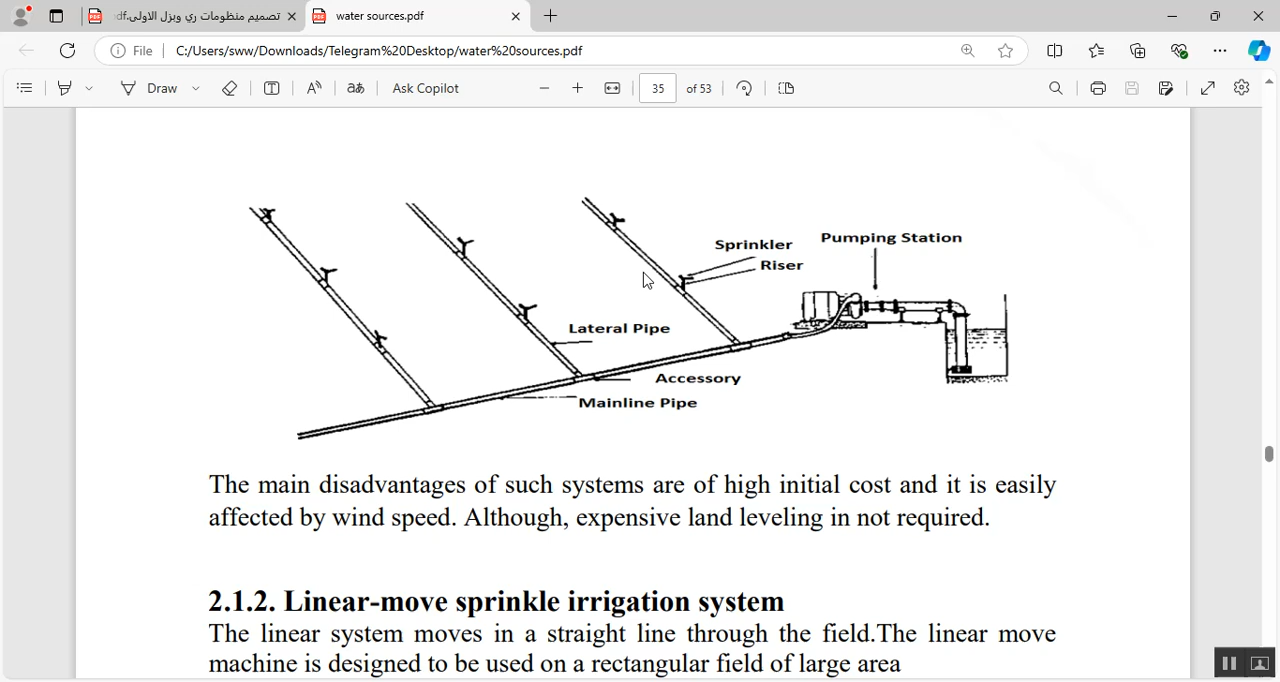 تصميم منظومات ري وبزل الاولى.df
water sources.pdf
File
C:/Users/sww/Downloads/Telegram%20Desktop/water%20sources.pdf
Draw
Ask Copilot
35 of 53
Sprinkler
Pumping Station
Riser
Lateral Pipe
Accessory
Mainline Pipe
The main disadvantages of such systems are of high initial cost and it is easily
affected by wind speed. Although, expensive land leveling in not required.
2.1.2. Linear-move sprinkle irrigation system
The linear system moves in a straight line through the field.The linear move
machine is designed to be used on a rectangular field of large area